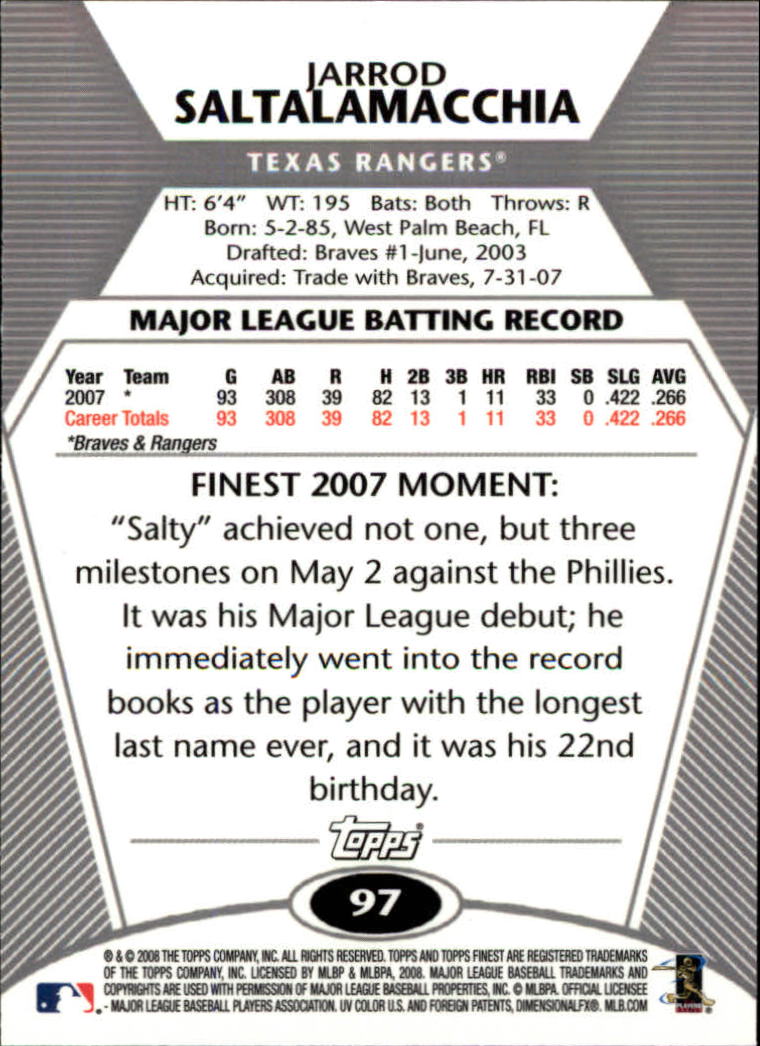 JARROD
SALTALAMACCHIA
TEXAS RANGERS®
HT: 6'4" WT: 195 Bats: Both Throws: R
Born: 5-2-85, West Palm Beach, FL
Drafted: Braves #1-June, 2003
Acquired: Trade with Braves, 7-31-07
MAJOR LEAGUE BATTING RECORD
Year Team G AB R H 2B 3B HR RBI SB SLG AVG
2007 * 93 308 39 82 13 1 11 33 0 .422 .266
Career Totals 93 308 39 82 13 1 11 33 0 .422 .266
*Braves & Rangers
FINEST 2007 MOMENT:
“Salty” achieved not one, but three
milestones on May 2 against the Phillies.
It was his Major League debut; he
immediately went into the record
books as the player with the longest
last name ever, and it was his 22nd
birthday.
Topps®
97
® & © 2008 THE TOPPS COMPANY, INC. ALL RIGHTS RESERVED. TOPPS AND TOPPS FINEST ARE REGISTERED TRADEMARKS
OF THE TOPPS COMPANY, INC. LICENSED BY MLBP & MLBPA, 2008. MAJOR LEAGUE BASEBALL TRADEMARKS AND
COPYRIGHTS ARE USED WITH PERMISSION OF MAJOR LEAGUE BASEBALL PROPERTIES, INC. © MLBPA. OFFICIAL LICENSEE
- MAJOR LEAGUE BASEBALL PLAYERS ASSOCIATION. UV COLOR U.S. AND FOREIGN PATENTS, DIMENSIONALFX®. MLB.COM